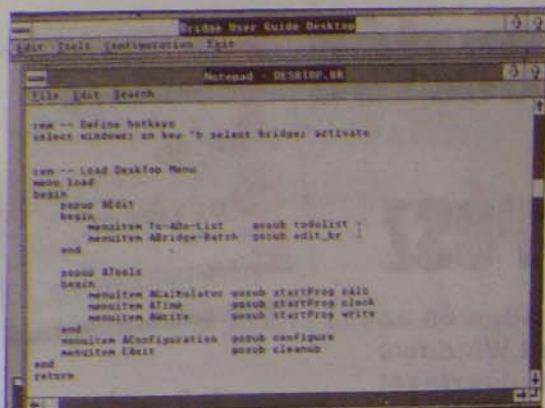 Bridge User Guide Desktop
Edit Tools Configuration Exit
Notepad - DESKTOP.BR
File Edit Search
rem -- Define hotkeys
select windows; on key ^b select bridge; activate
rem -- Load DeskTop Menu
menu load
begin
popup &Edit
begin
menuitem To-&Do-List gosub todolist
menuitem &Bridge-Batch gosub edit_br
end
popup &Tools
begin
menuitem &Calculator gosub startProg calc
menuitem &Time gosub startProg clock
menuitem &Write gosub startProg write
end
menuitem &Configuration gosub configure
menuitem E&xit gosub cleanup
end
return